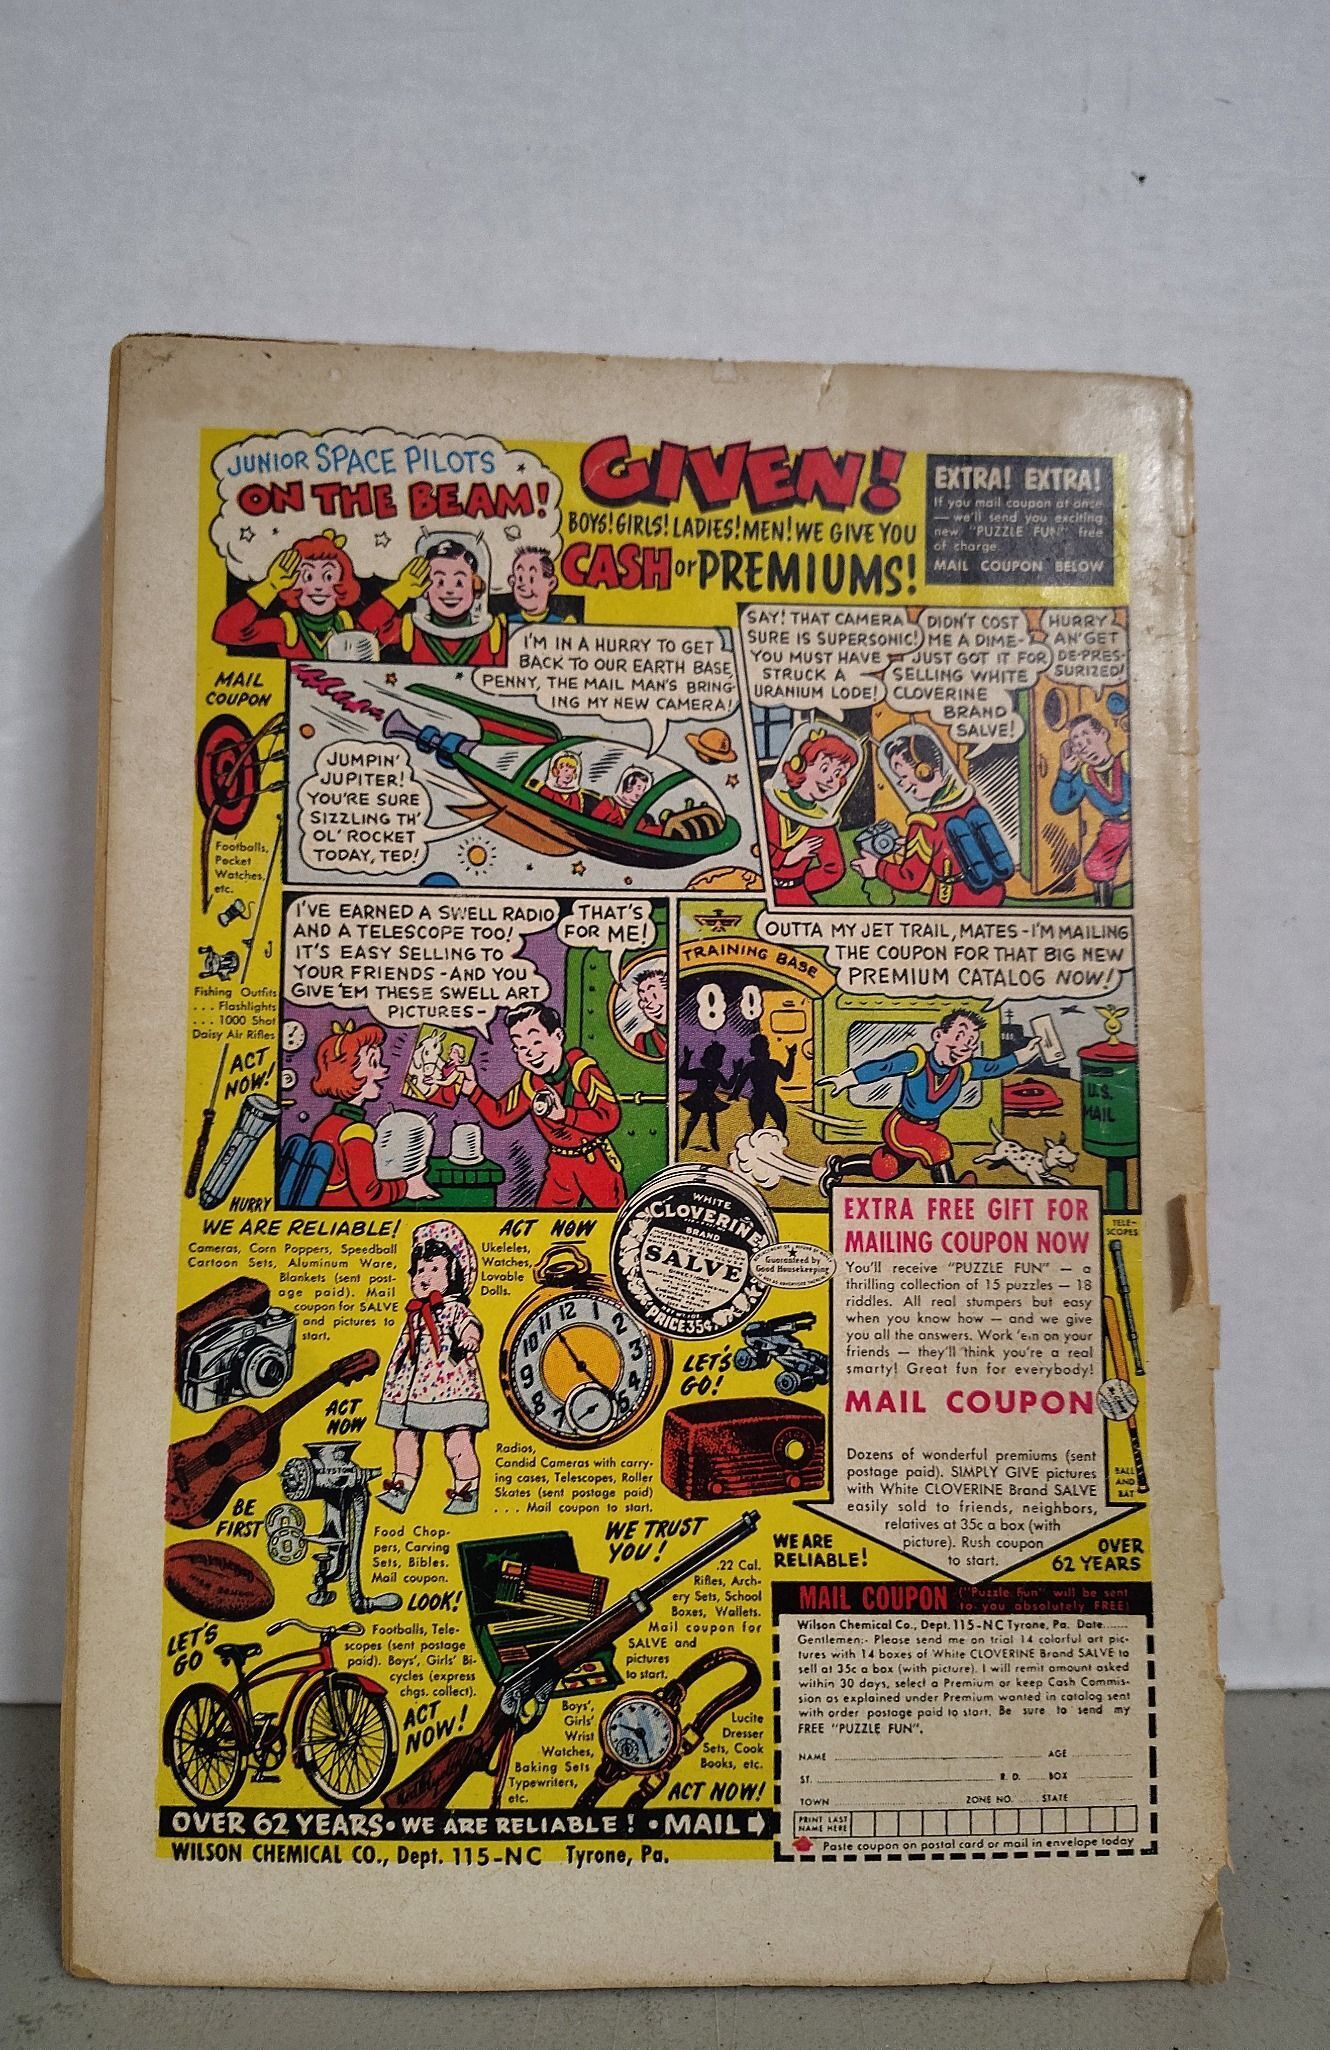 JUNIOR SPACE PILOTS
ON THE BEAM!
GIVEN!
BOYS! GIRLS! LADIES! MEN! WE GIVE YOU
CASH or PREMIUMS!
EXTRA! EXTRA!
If you mail coupon at once
— we'll send you exciting
new "PUZZLE FUN" free
of charge.
MAIL COUPON BELOW
I'M IN A HURRY TO GET
BACK TO OUR EARTH BASE,
PENNY, THE MAIL MAN'S BRING-
ING MY NEW CAMERA!
JUMPIN'
JUPITER!
YOU'RE SURE
SIZZLING TH'
OL' ROCKET
TODAY, TED!
SAY! THAT CAMERA
SURE IS SUPERSONIC!
YOU MUST HAVE
STRUCK A
URANIUM LODE!
DIDN'T COST
ME A DIME-
JUST GOT IT FOR
SELLING WHITE
CLOVERINE
BRAND
SALVE!
HURRY
AN' GET
DE-PRES-
SURIZED!
MAIL
COUPON
Footballs,
Pocket
Watches,
etc.
Fishing Outfits
. . . Flashlights
. . . 1000 Shot
Daisy Air Rifles
ACT
NOW!
HURRY
I'VE EARNED A SWELL RADIO
AND A TELESCOPE TOO!
IT'S EASY SELLING TO
YOUR FRIENDS - AND YOU
GIVE 'EM THESE SWELL ART
PICTURES-
THAT'S
FOR ME!
TRAINING BASE
OUTTA MY JET TRAIL, MATES - I'M MAILING
THE COUPON FOR THAT BIG NEW
PREMIUM CATALOG NOW!
U.S.
MAIL
WE ARE RELIABLE!
Cameras, Corn Poppers, Speedball
Cartoon Sets, Aluminum Ware,
Blankets (sent post-
age paid). Mail
coupon for SALVE
and pictures to
start.
ACT NOW
Ukeleles,
Watches,
Lovable
Dolls.
WHITE
CLOVERINE
BRAND
SALVE
PRICE 35¢
Guaranteed by
Good Housekeeping
12
1
2
3
4
5
7
8
9
10
11
LET'S
GO!
ACT
NOW
KEYSTONE
BE
FIRST
Radios,
Candid Cameras with carry-
ing cases, Telescopes, Roller
Skates (sent postage paid)
. . . Mail coupon to start.
Food Chop-
pers, Carving
Sets, Bibles.
Mail coupon.
LOOK!
WE TRUST
YOU!
.22 Cal.
Rifles, Arch-
ery Sets, School
Boxes, Wallets.
Mail coupon for
SALVE and
pictures
to start.
LET'S
GO
Footballs, Tele-
scopes (sent postage
paid). Boys', Girls' Bi-
cycles (express
chgs. collect).
ACT
NOW!
Boys',
Girls'
Wrist
Watches,
Baking Sets
Typewriters,
etc.
Lucite
Dresser
Sets, Cook
Books, etc.
ACT NOW!
EXTRA FREE GIFT FOR
MAILING COUPON NOW
You'll receive "PUZZLE FUN" — a
thrilling collection of 15 puzzles — 18
riddles. All real stumpers but easy
when you know how — and we give
you all the answers. Work 'em on your
friends — they'll think you're a real
smarty! Great fun for everybody!
MAIL COUPON
Dozens of wonderful premiums (sent
postage paid). SIMPLY GIVE pictures
with White CLOVERINE Brand SALVE
easily sold to friends, neighbors,
relatives at 35c a box (with
picture). Rush coupon
to start.
TELE-
SCOPES
BALL
AND
BAT
WE ARE
RELIABLE!
OVER
62 YEARS
MAIL COUPON ("Puzzle Fun" will be sent
to you absolutely FREE)
Wilson Chemical Co., Dept. 115-NC Tyrone, Pa. Date......
Gentlemen:- Please send me on trial 14 colorful art pic-
tures with 14 boxes of White CLOVERINE Brand SALVE to
sell at 35c a box (with picture). I will remit amount asked
within 30 days, select a Premium or keep Cash Commis-
sion as explained under Premium wanted in catalog sent
with order postage paid to start. Be sure to send my
FREE "PUZZLE FUN".
NAME AGE
ST. R. D. BOX
TOWN ZONE NO. STATE
PRINT LAST
NAME HERE
Paste coupon on postal card or mail in envelope today
OVER 62 YEARS • WE ARE RELIABLE! • MAIL
WILSON CHEMICAL CO., Dept. 115-NC Tyrone, Pa.